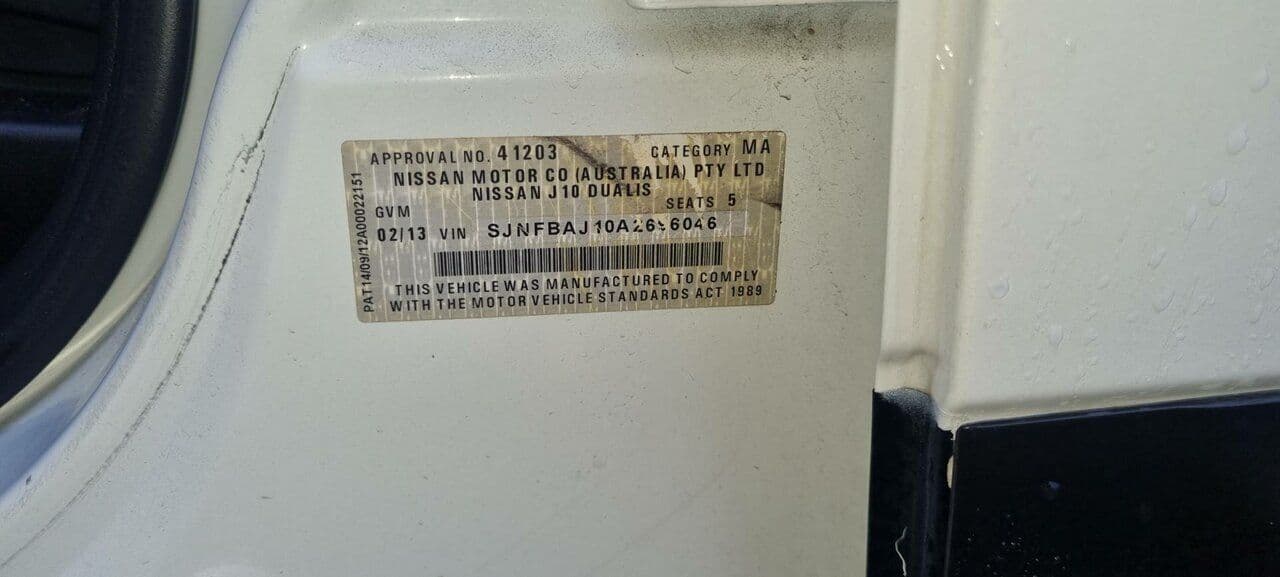 APPROVAL NO. 41203 CATEGORY MA
NISSAN MOTOR CO (AUSTRALIA) PTY LTD
NISSAN J10 DUALIS
GVM SEATS 5
02/13 VIN
THIS VEHICLE WAS MANUFACTURED TO COMPLY
WITH THE MOTOR VEHICLE STANDARDS ACT 1989
PAT14/09/12A00022151